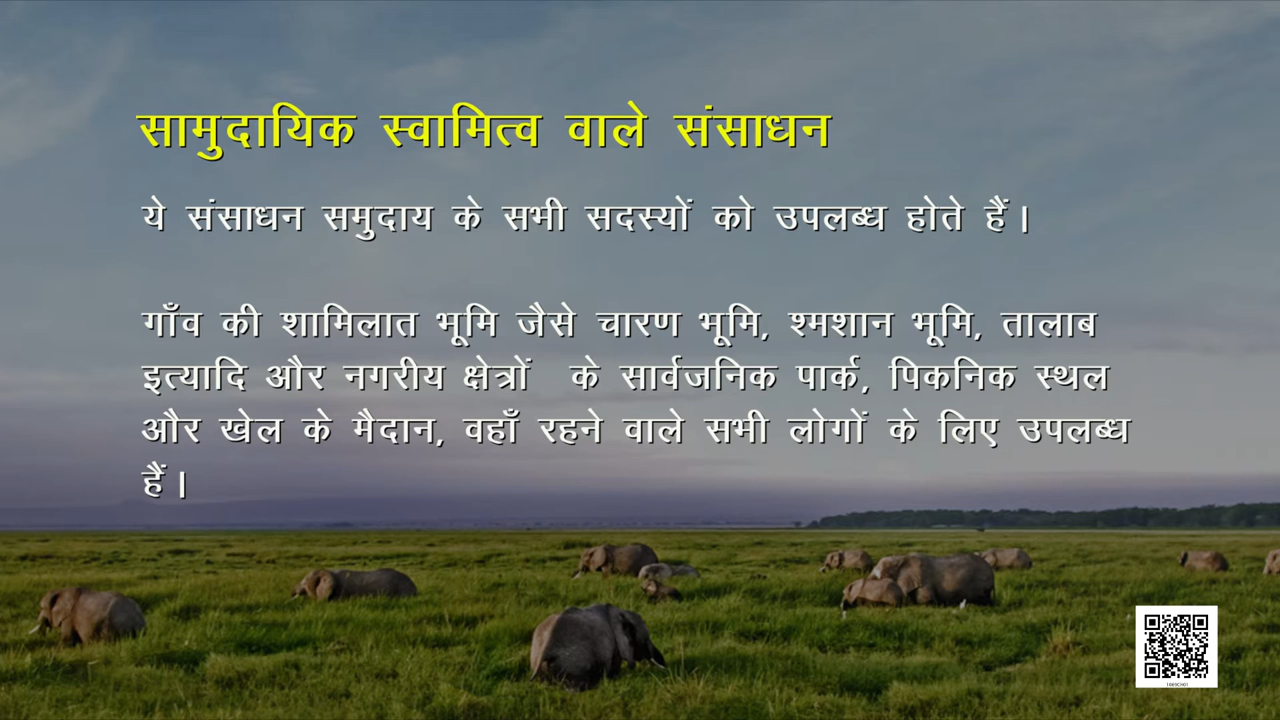 सामुदायिक स्वामित्व वाले संसाधन
ये संसाधन समुदाय के सभी सदस्यों को उपलब्ध होते हैं।
गाँव की शामिलात भूमि जैसे चारण भूमि, श्मशान भूमि, तालाब
इत्यादि और नगरीय क्षेत्रों के सार्वजनिक पार्क, पिकनिक स्थल
और खेल के मैदान, वहाँ रहने वाले सभी लोगों के लिए उपलब्ध
हैं।